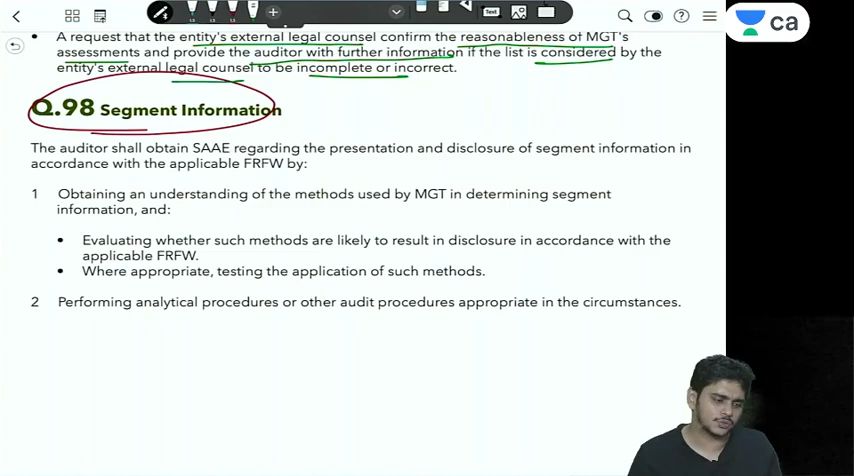 Text
ca
• A request that the entity's external legal counsel confirm the reasonableness of MGT's
assessments and provide the auditor with further information if the list is considered by the
entity's external legal counsel to be incomplete or incorrect.
Q.98 Segment Information
The auditor shall obtain SAAE regarding the presentation and disclosure of segment information in
accordance with the applicable FRFW by:
1 Obtaining an understanding of the methods used by MGT in determining segment
information, and:
• Evaluating whether such methods are likely to result in disclosure in accordance with the
applicable FRFW.
• Where appropriate, testing the application of such methods.
2 Performing analytical procedures or other audit procedures appropriate in the circumstances.